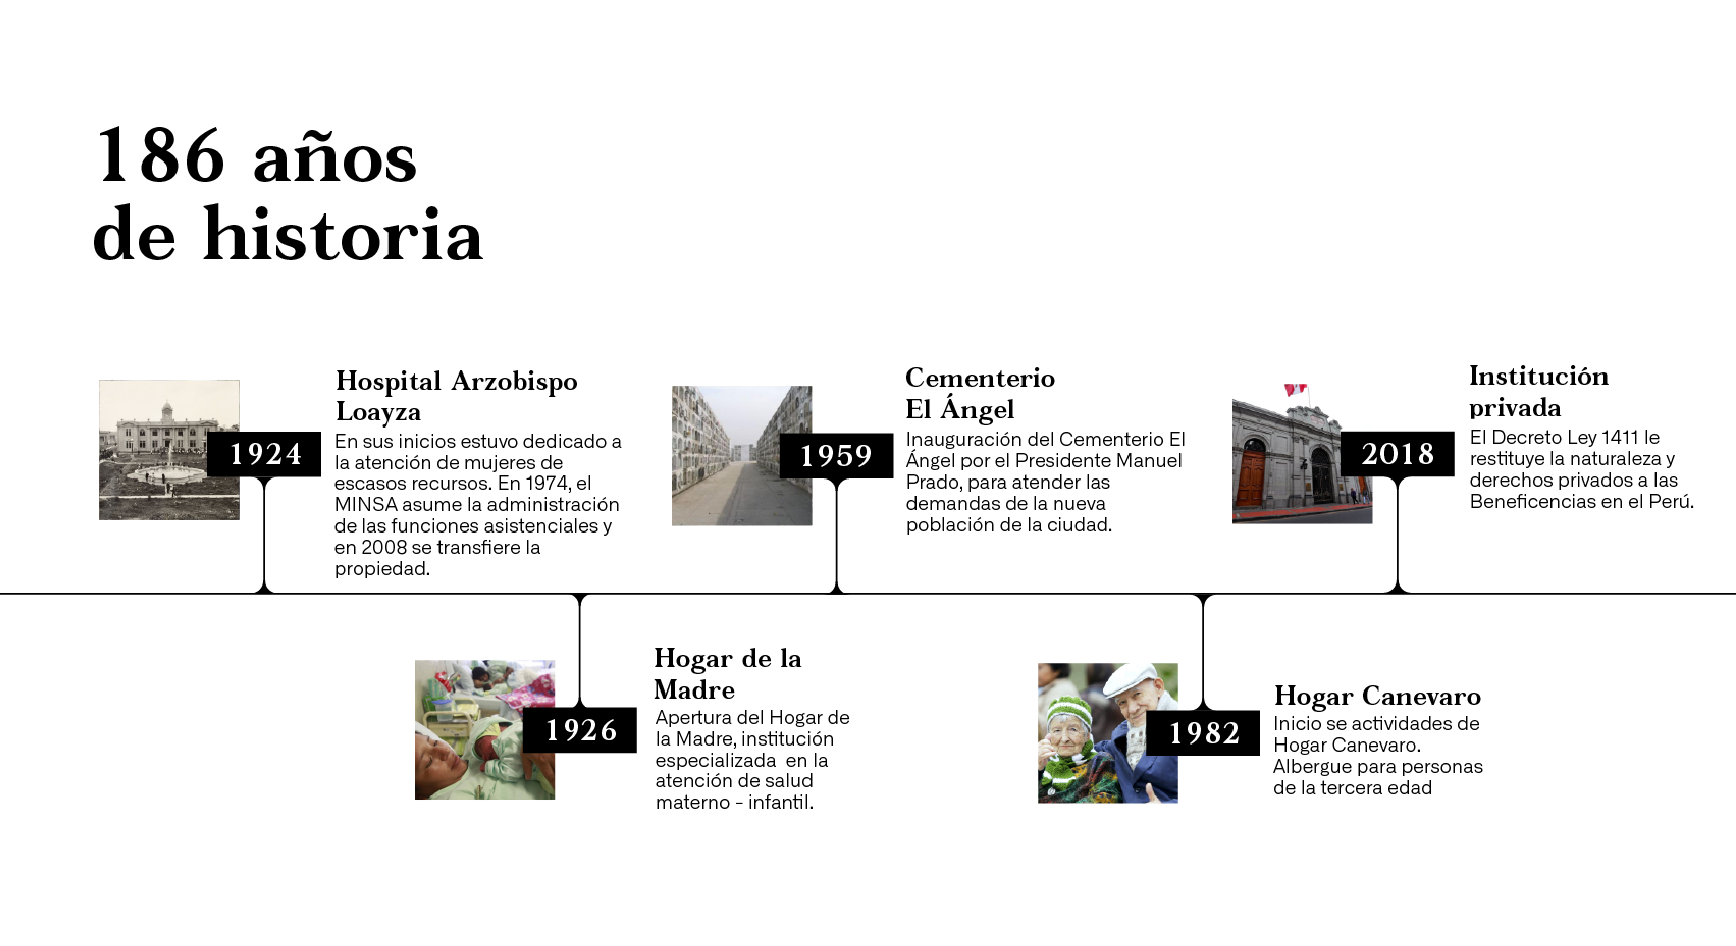 186 años
de historia
1924
Hospital Arzobispo
Loayza
En sus inicios estuvo dedicado a
la atención de mujeres de
escasos recursos. En 1974, el
MINSA asume la administración
de las funciones asistenciales y
en 2008 se transfiere la
propiedad.
1926
Hogar de la
Madre
Apertura del Hogar de
la Madre, institución
especializada  en la
atención de salud
materno - infantil.
1959
Cementerio
El Ángel
Inauguración del Cementerio El
Ángel por el Presidente Manuel
Prado, para atender las
demandas de la nueva
población de la ciudad.
1982
Hogar Canevaro
Inicio se actividades de
Hogar Canevaro.
Albergue para personas
de la tercera edad
2018
Institución
privada
El Decreto Ley 1411 le
restituye la naturaleza y
derechos privados a las
Beneficencias en el Perú.